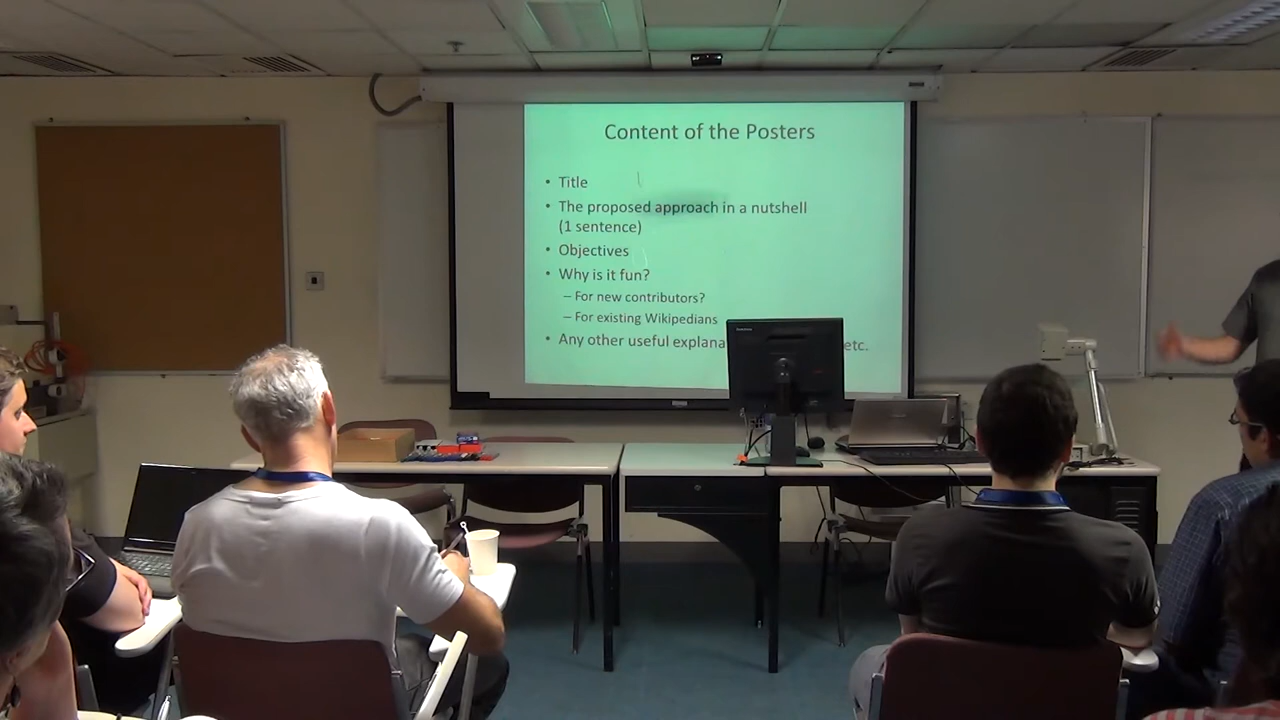 Content of the Posters
• Title
• The proposed approach in a nutshell
(1 sentence)
• Objectives
• Why is it fun?
– For new contributors?
– For existing Wikipedians
• Any other useful explana etc.